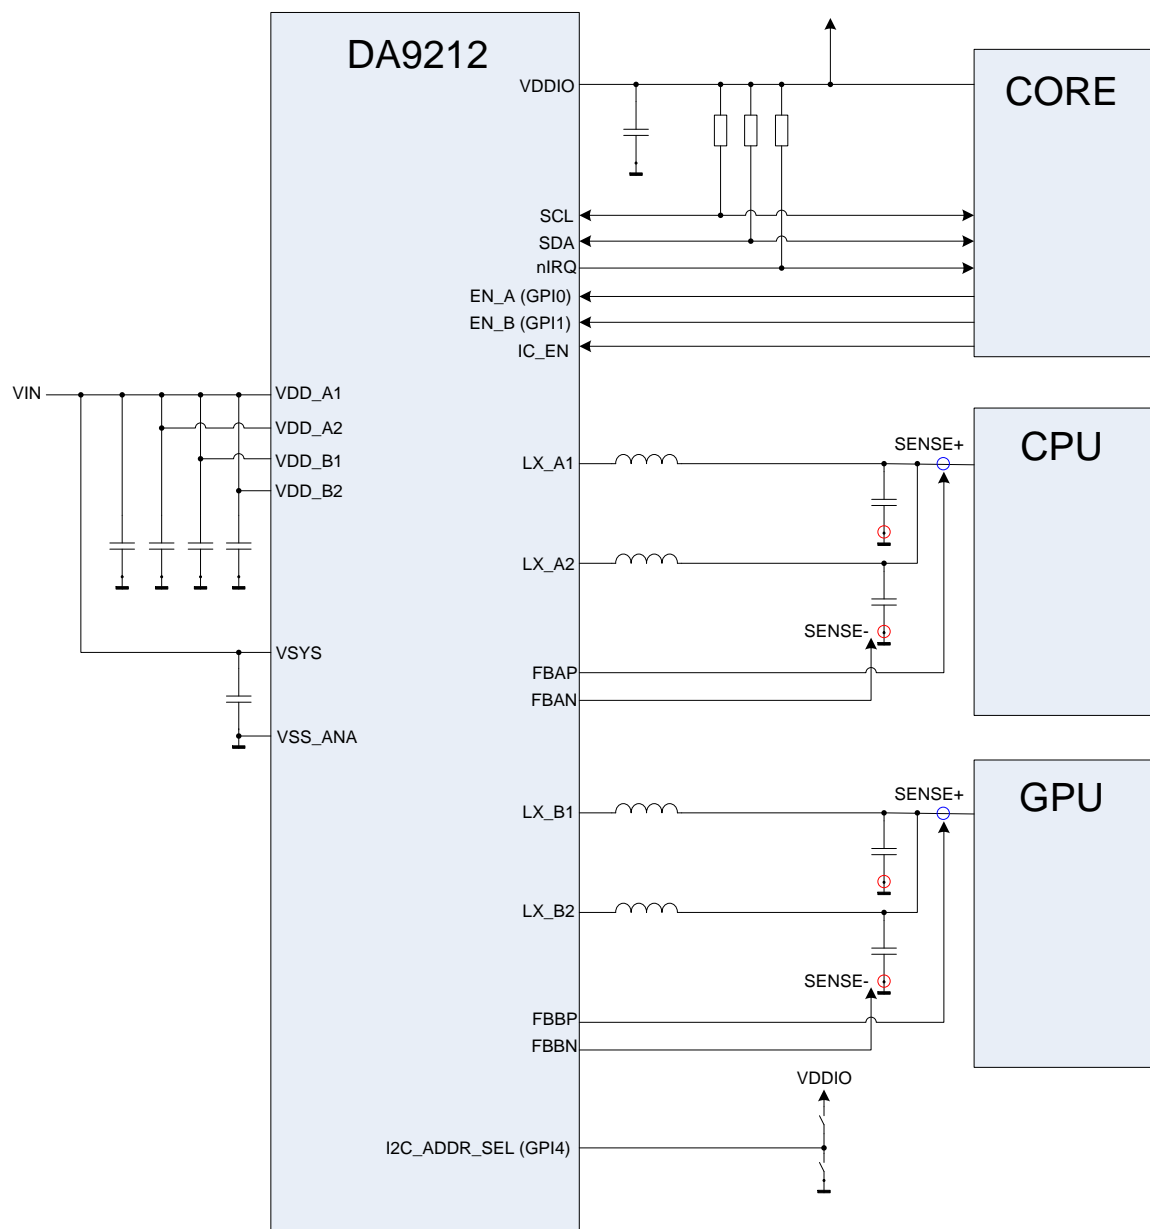 DA9212
VDDIO
CORE
SCL
SDA
nIRQ
EN_A (GPI0)
EN_B (GPI1)
IC_EN
VIN
VDD_A1
VDD_A2
VDD_B1
VDD_B2
LX_A1
SENSE+
CPU
LX_A2
SENSE-
VSYS
FBAP
FBAN
VSS_ANA
LX_B1
SENSE+
GPU
LX_B2
SENSE-
FBBP
FBBN
VDDIO
I2C_ADDR_SEL (GPI4)